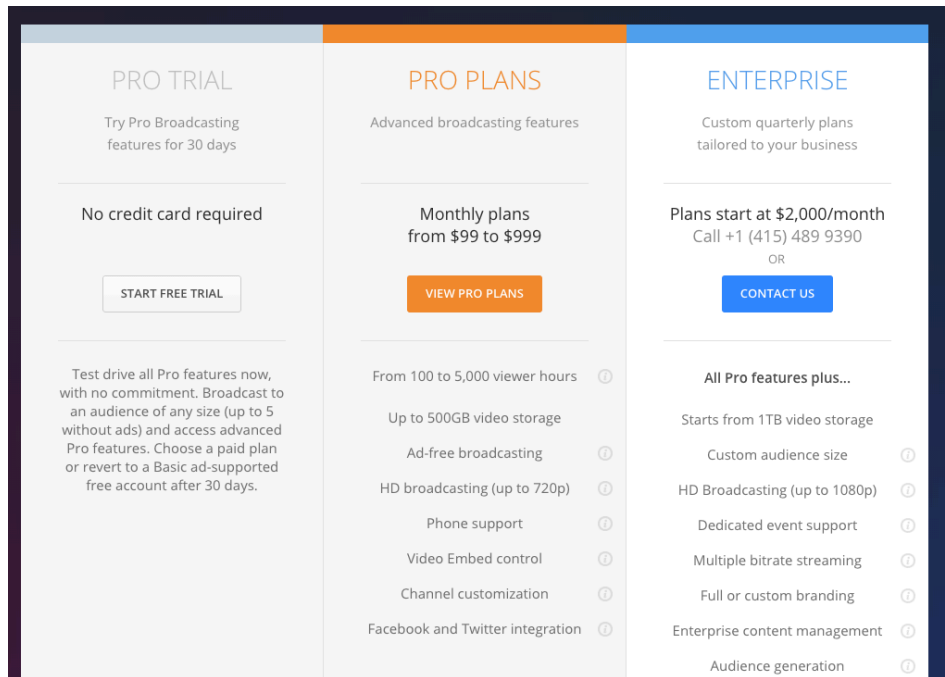 PRO TRIAL
Try Pro Broadcasting
features for 30 days
No credit card required
START FREE TRIAL
Test drive all Pro features now,
with no commitment. Broadcast to
an audience of any size (up to 5
without ads) and access advanced
Pro features. Choose a paid plan
or revert to a Basic ad-supported
free account after 30 days.
PRO PLANS
Advanced broadcasting features
Monthly plans
from $99 to $999
VIEW PRO PLANS
From 100 to 5,000 viewer hours
Up to 500GB video storage
Ad-free broadcasting
HD broadcasting (up to 720p)
Phone support
Video Embed control
Channel customization
Facebook and Twitter integration
ENTERPRISE
Custom quarterly plans
tailored to your business
Plans start at $2,000/month
Call +1 (415) 489 9390
OR
CONTACT US
All Pro features plus...
Starts from 1TB video storage
Custom audience size
HD Broadcasting (up to 1080p)
Dedicated event support
Multiple bitrate streaming
Full or custom branding
Enterprise content management
Audience generation